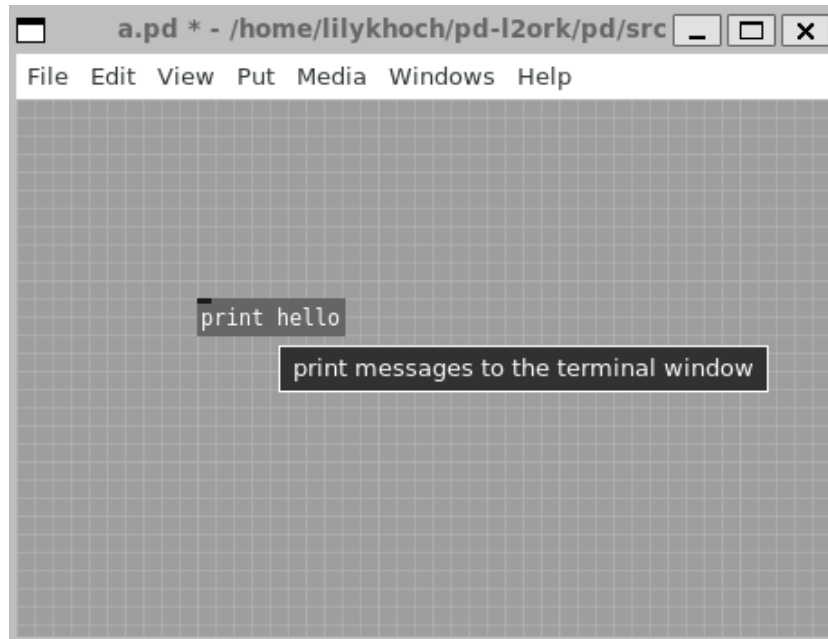 a.pd * - /home/lilykhoch/pd-l2ork/pd/src
File Edit View Put Media Windows Help
print hello
print messages to the terminal window